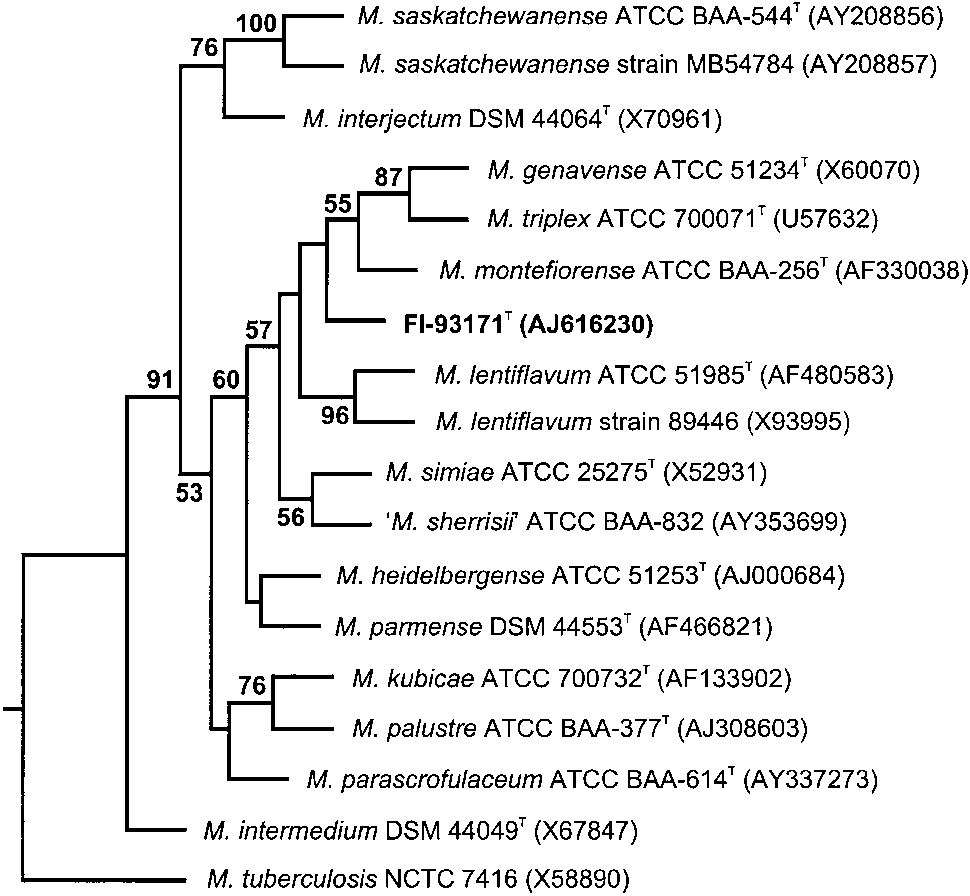 100
M. saskatchewanense ATCC BAA-544ᵀ (AY208856)
76
M. saskatchewanense strain MB54784 (AY208857)
M. interjectum DSM 44064ᵀ (X70961)
87
M. genavense ATCC 51234ᵀ (X60070)
55
M. triplex ATCC 700071ᵀ (U57632)
M. montefiorense ATCC BAA-256ᵀ (AF330038)
57
FI-93171ᵀ (AJ616230)
91
60
M. lentiflavum ATCC 51985ᵀ (AF480583)
96
M. lentiflavum strain 89446 (X93995)
53
M. simiae ATCC 25275ᵀ (X52931)
56
‘M. sherrisii’ ATCC BAA-832 (AY353699)
M. heidelbergense ATCC 51253ᵀ (AJ000684)
M. parmense DSM 44553ᵀ (AF466821)
76
M. kubicae ATCC 700732ᵀ (AF133902)
M. palustre ATCC BAA-377ᵀ (AJ308603)
M. parascrofulaceum ATCC BAA-614ᵀ (AY337273)
M. intermedium DSM 44049ᵀ (X67847)
M. tuberculosis NCTC 7416 (X58890)